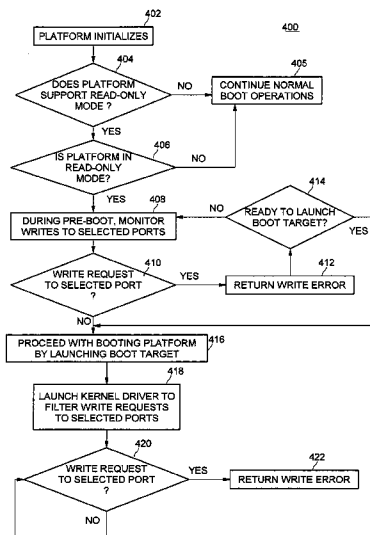 402
400
PLATFORM INITIALIZES
404
DOES PLATFORM
SUPPORT READ-ONLY
MODE ?
NO
405
CONTINUE NORMAL
BOOT OPERATIONS
YES
406
IS PLATFORM IN
READ-ONLY
MODE?
NO
YES
408
414
DURING PRE-BOOT, MONITOR
WRITES TO SELECTED PORTS
NO
READY TO LAUNCH
BOOT TARGET?
YES
410
WRITE REQUEST
TO SELECTED PORT
?
YES
412
RETURN WRITE ERROR
NO
PROCEED WITH BOOTING PLATFORM
BY LAUNCHING BOOT TARGET
416
418
LAUNCH KERNEL DRIVER TO
FILTER WRITE REQUESTS
TO SELECTED PORTS
420
WRITE REQUEST
TO SELECTED PORT
?
YES
422
RETURN WRITE ERROR
NO